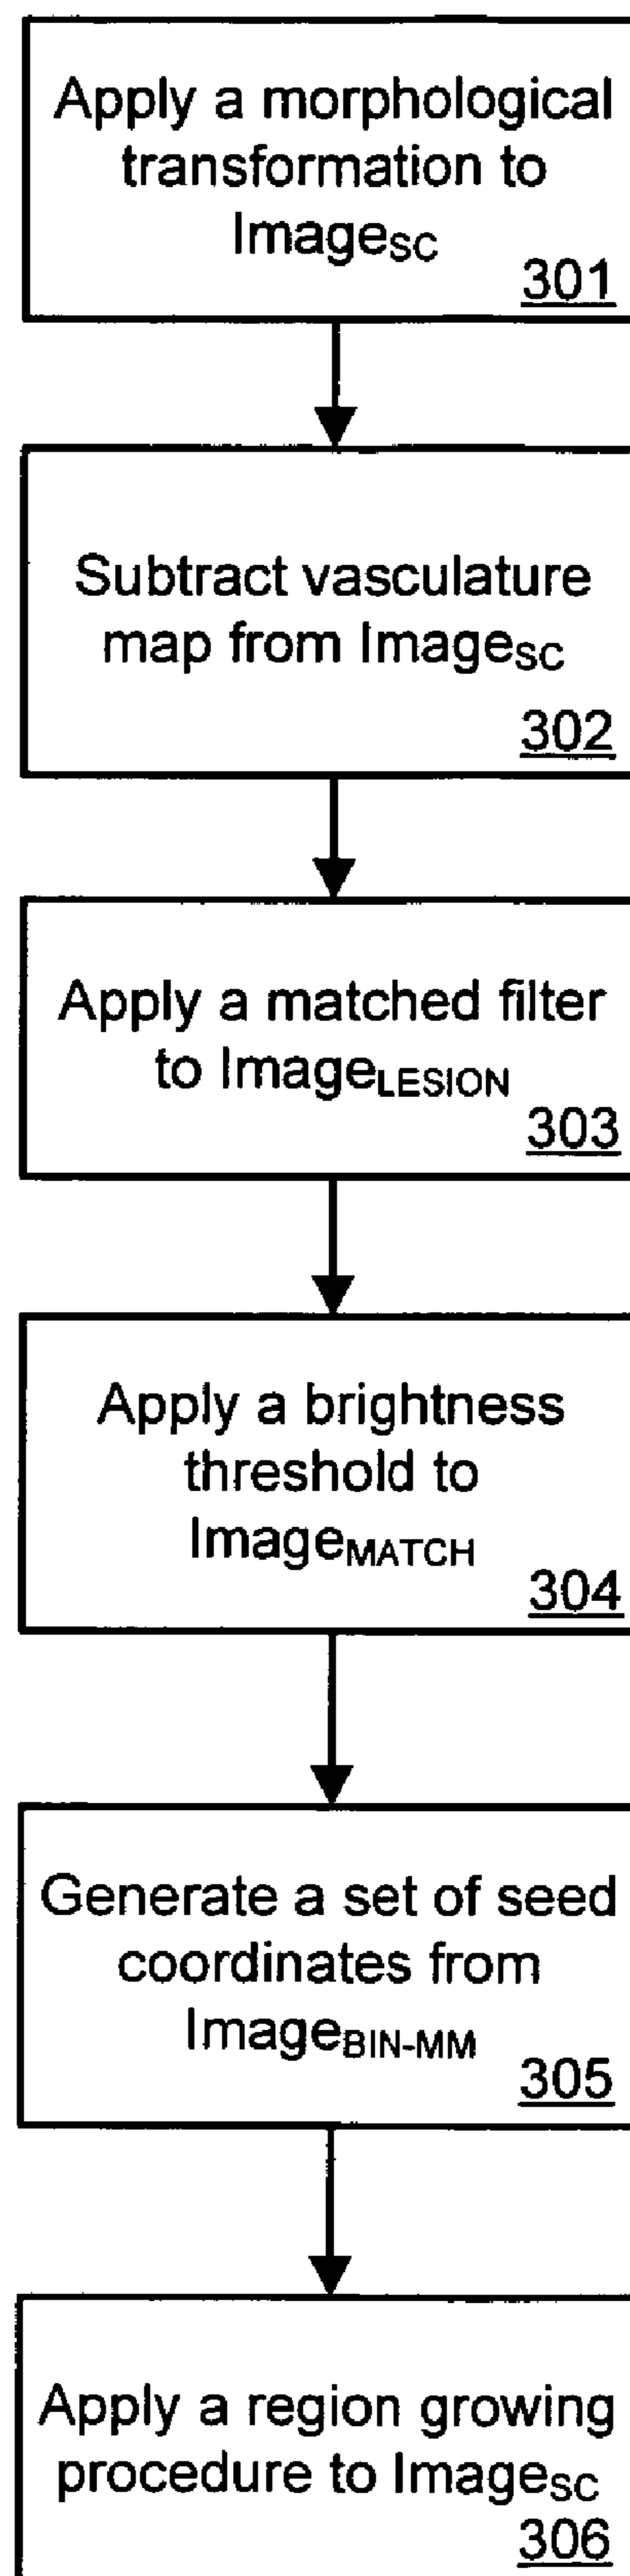 Apply a morphological
transformation to
ImageSC
301
Subtract vasculature
map from ImageSC
302
Apply a matched filter
to ImageLESION
303
Apply a brightness
threshold to
ImageMATCH
304
Generate a set of seed
coordinates from
ImageBIN-MM
305
Apply a region growing
procedure to ImageSC
306